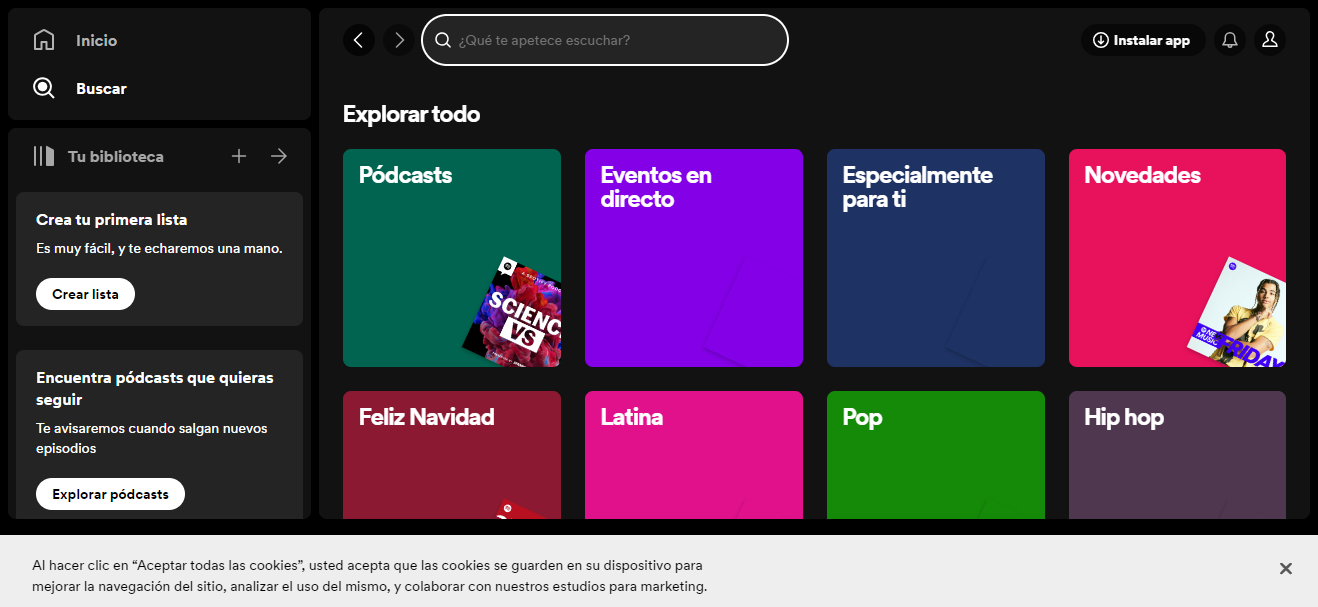 Inicio
Buscar
Tu biblioteca
Crea tu primera lista
Es muy fácil, y te echaremos una mano.
Crear lista
Encuentra pódcasts que quieras
seguir
Te avisaremos cuando salgan nuevos
episodios
Explorar pódcasts
¿Qué te apetece escuchar?
Instalar app
Explorar todo
Pódcasts
SCIENC
VS
Eventos en
directo
Especialmente
para ti
Novedades
ONE
MUSIC
FRIDAY
Feliz Navidad
Latina
Pop
Hip hop
Al hacer clic en “Aceptar todas las cookies”, usted acepta que las cookies se guarden en su dispositivo para
mejorar la navegación del sitio, analizar el uso del mismo, y colaborar con nuestros estudios para marketing.